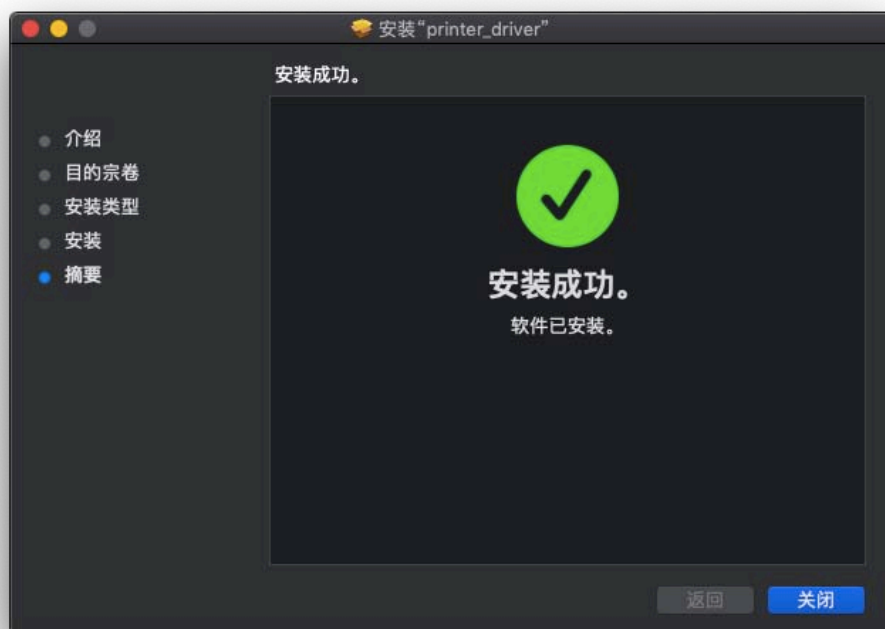 安装“printer_driver”
安装成功。
介绍
目的宗卷
安装类型
安装
摘要
安装成功。
软件已安装。
返回
关闭